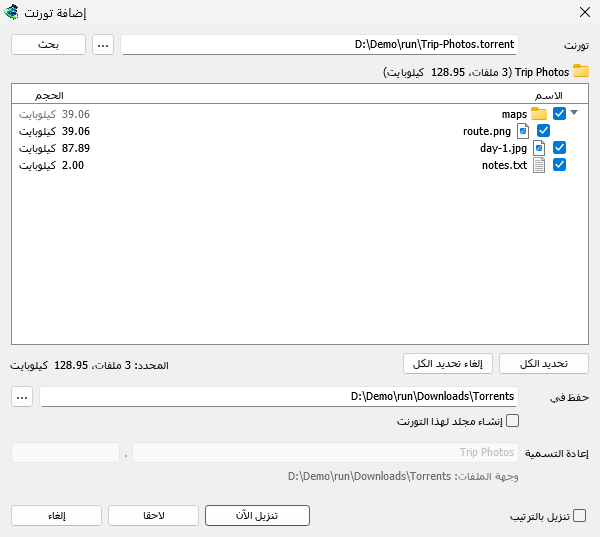 إضافة تورنت
تورنت D:\Demo\run\Trip-Photos.torrent ... بحث
Trip Photos (3 ملفات، 128.95 كيلوبايت)
الاسم الحجم
maps 39.06 كيلوبايت
route.png 39.06 كيلوبايت
day-1.jpg 87.89 كيلوبايت
notes.txt 2.00 كيلوبايت
تحديد الكل إلغاء تحديد الكل المحدد: 3 ملفات، 128.95 كيلوبايت
حفظ في D:\Demo\run\Downloads\Torrents ...
إنشاء مجلد لهذا التورنت
إعادة التسمية Trip Photos .
وجهة الملفات: D:\Demo\run\Downloads\Torrents
تنزيل بالترتيب تنزيل الآن لاحقا إلغاء